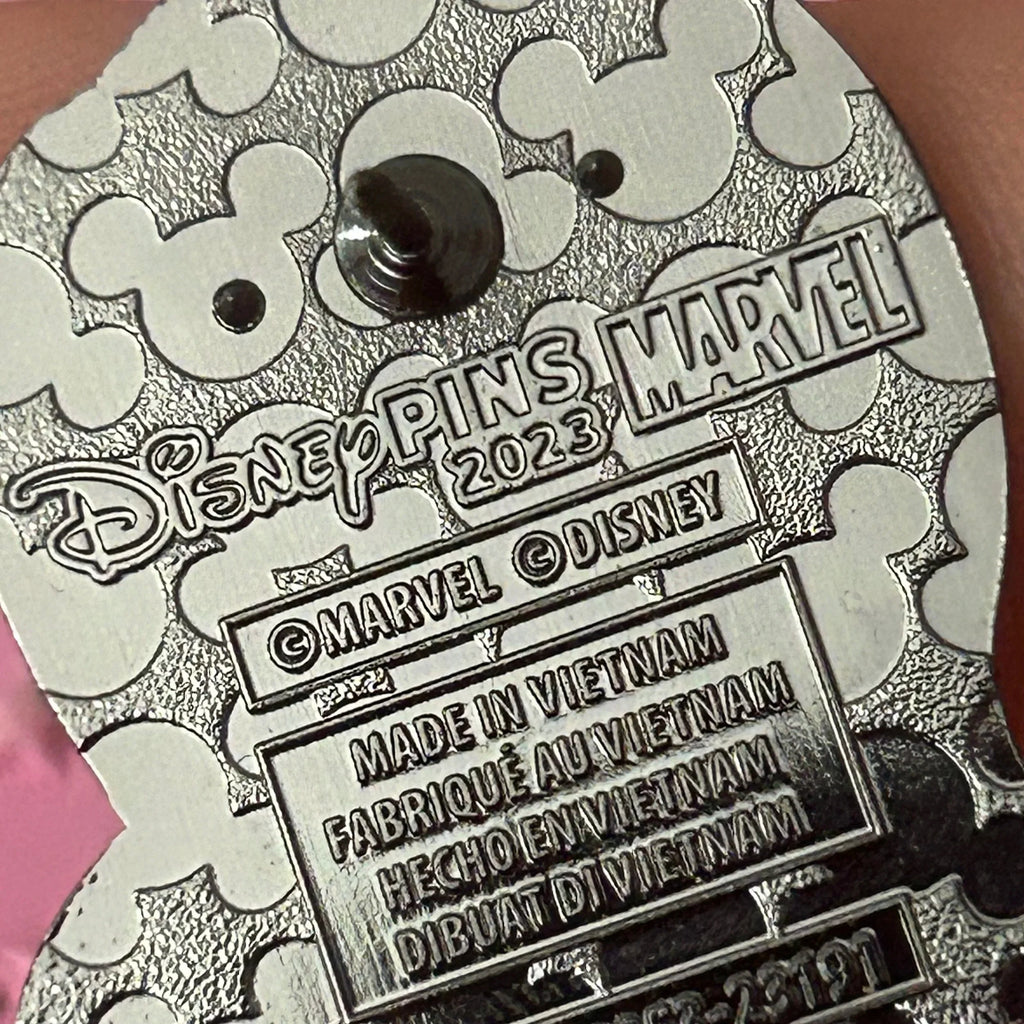 Disney PINS MARVEL
2023
©MARVEL ©DISNEY
MADE IN VIETNAM
FABRIQUÉ AU VIETNAM
HECHO EN VIETNAM
DIBUAT DI VIETNAM